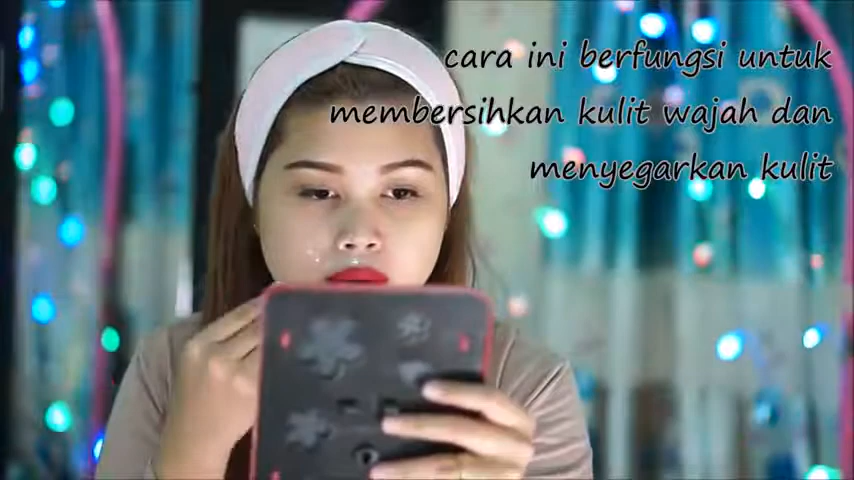 cara ini berfungsi untuk
membersihkan kulit wajah dan
menyegarkan kulit